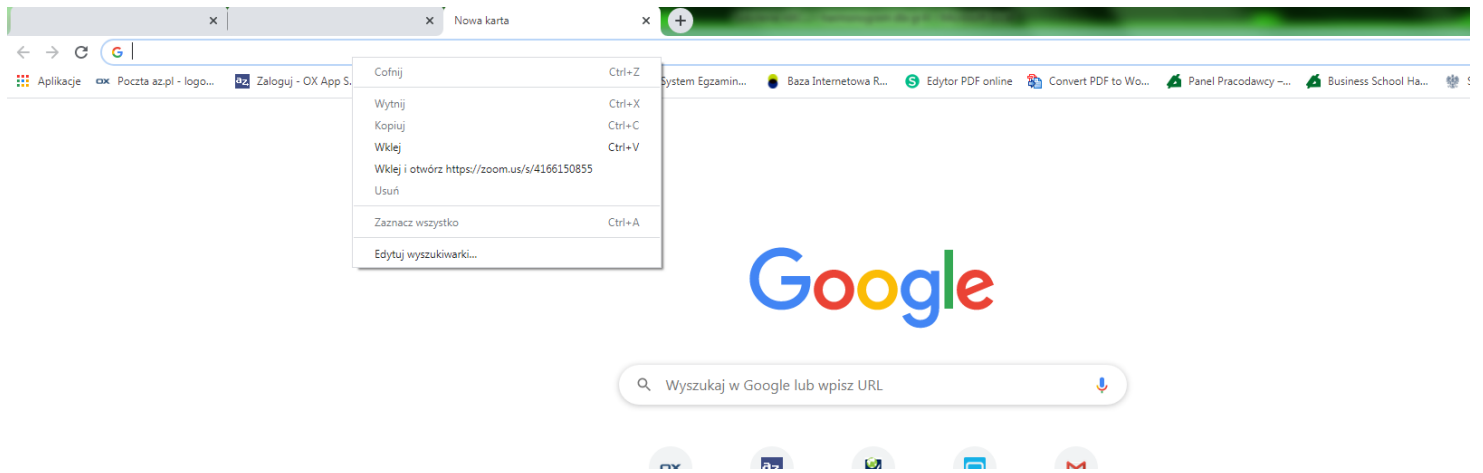 Nowa karta
Aplikacje Poczta az.pl - logo... Zaloguj - OX App S. System Egzamin... Baza Internetowa R... Edytor PDF online Convert PDF to Wo... Panel Pracodawcy –... Business School Ha... S
Cofnij Ctrl+Z
Wytnij Ctrl+X
Kopiuj Ctrl+C
Wklej Ctrl+V
Wklej i otwórz https://zoom.us/s/4166150855
Usuń
Zaznacz wszystko Ctrl+A
Edytuj wyszukiwarki...
Google
Wyszukaj w Google lub wpisz URL